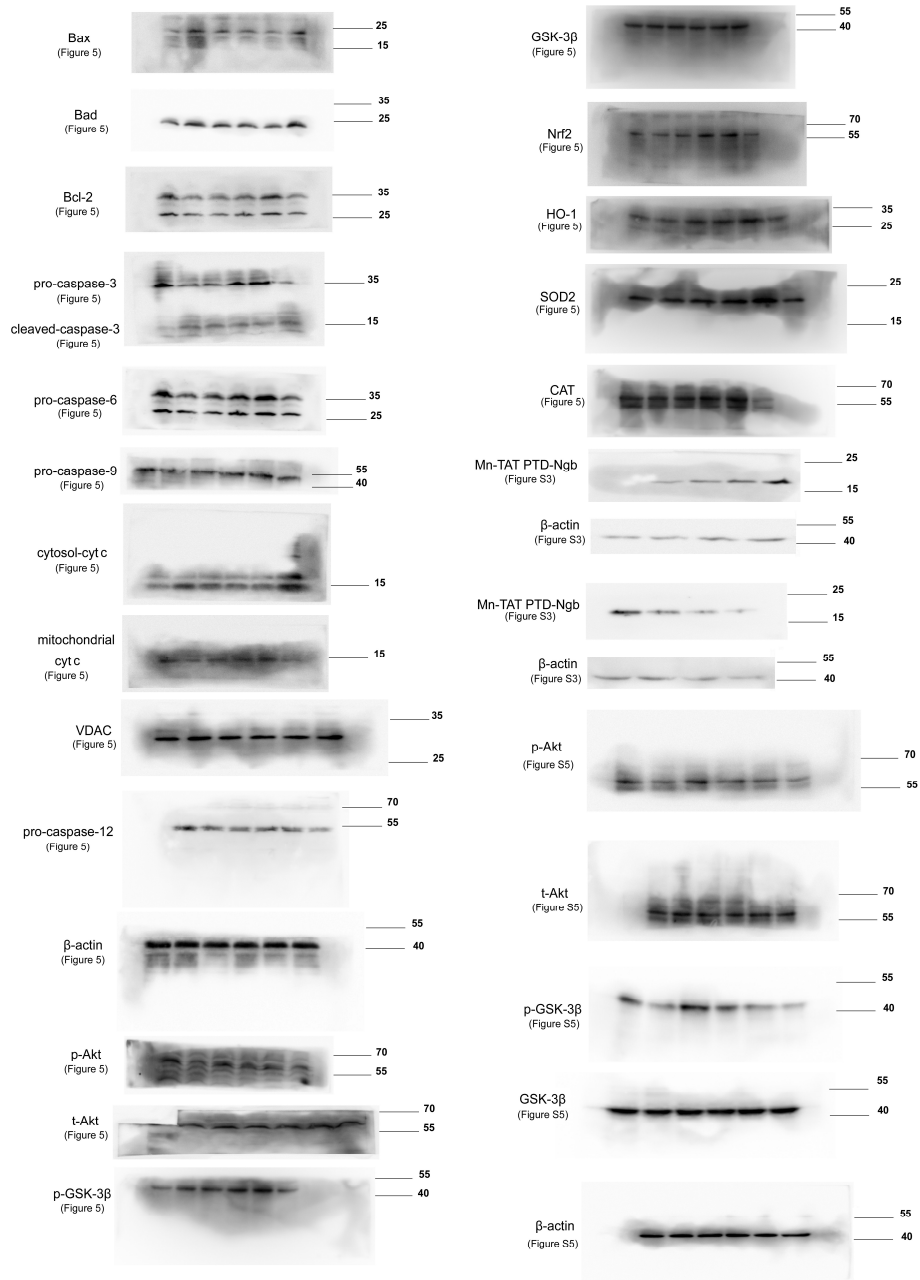 Bax
(Figure 5)
25
15
Bad
(Figure 5)
35
25
Bcl-2
(Figure 5)
35
25
pro-caspase-3
(Figure 5)
35
cleaved-caspase-3
(Figure 5)
15
pro-caspase-6
(Figure 5)
35
25
pro-caspase-9
(Figure 5)
55
40
cytosol-cyt c
(Figure 5)
15
mitochondrial
cyt c
(Figure 5)
15
VDAC
(Figure 5)
35
25
pro-caspase-12
(Figure 5)
70
55
β-actin
(Figure 5)
55
40
p-Akt
(Figure 5)
70
55
t-Akt
(Figure 5)
70
55
p-GSK-3β
(Figure 5)
55
40
GSK-3β
(Figure 5)
55
40
Nrf2
(Figure 5)
70
55
HO-1
(Figure 5)
35
25
SOD2
(Figure 5)
25
15
CAT
(Figure 5)
70
55
Mn-TAT PTD-Ngb
(Figure S3)
25
15
β-actin
(Figure S3)
55
40
Mn-TAT PTD-Ngb
(Figure S3)
25
15
β-actin
(Figure S3)
55
40
p-Akt
(Figure S5)
70
55
t-Akt
(Figure S5)
70
55
p-GSK-3β
(Figure S5)
55
40
GSK-3β
(Figure S5)
55
40
β-actin
(Figure S5)
55
40